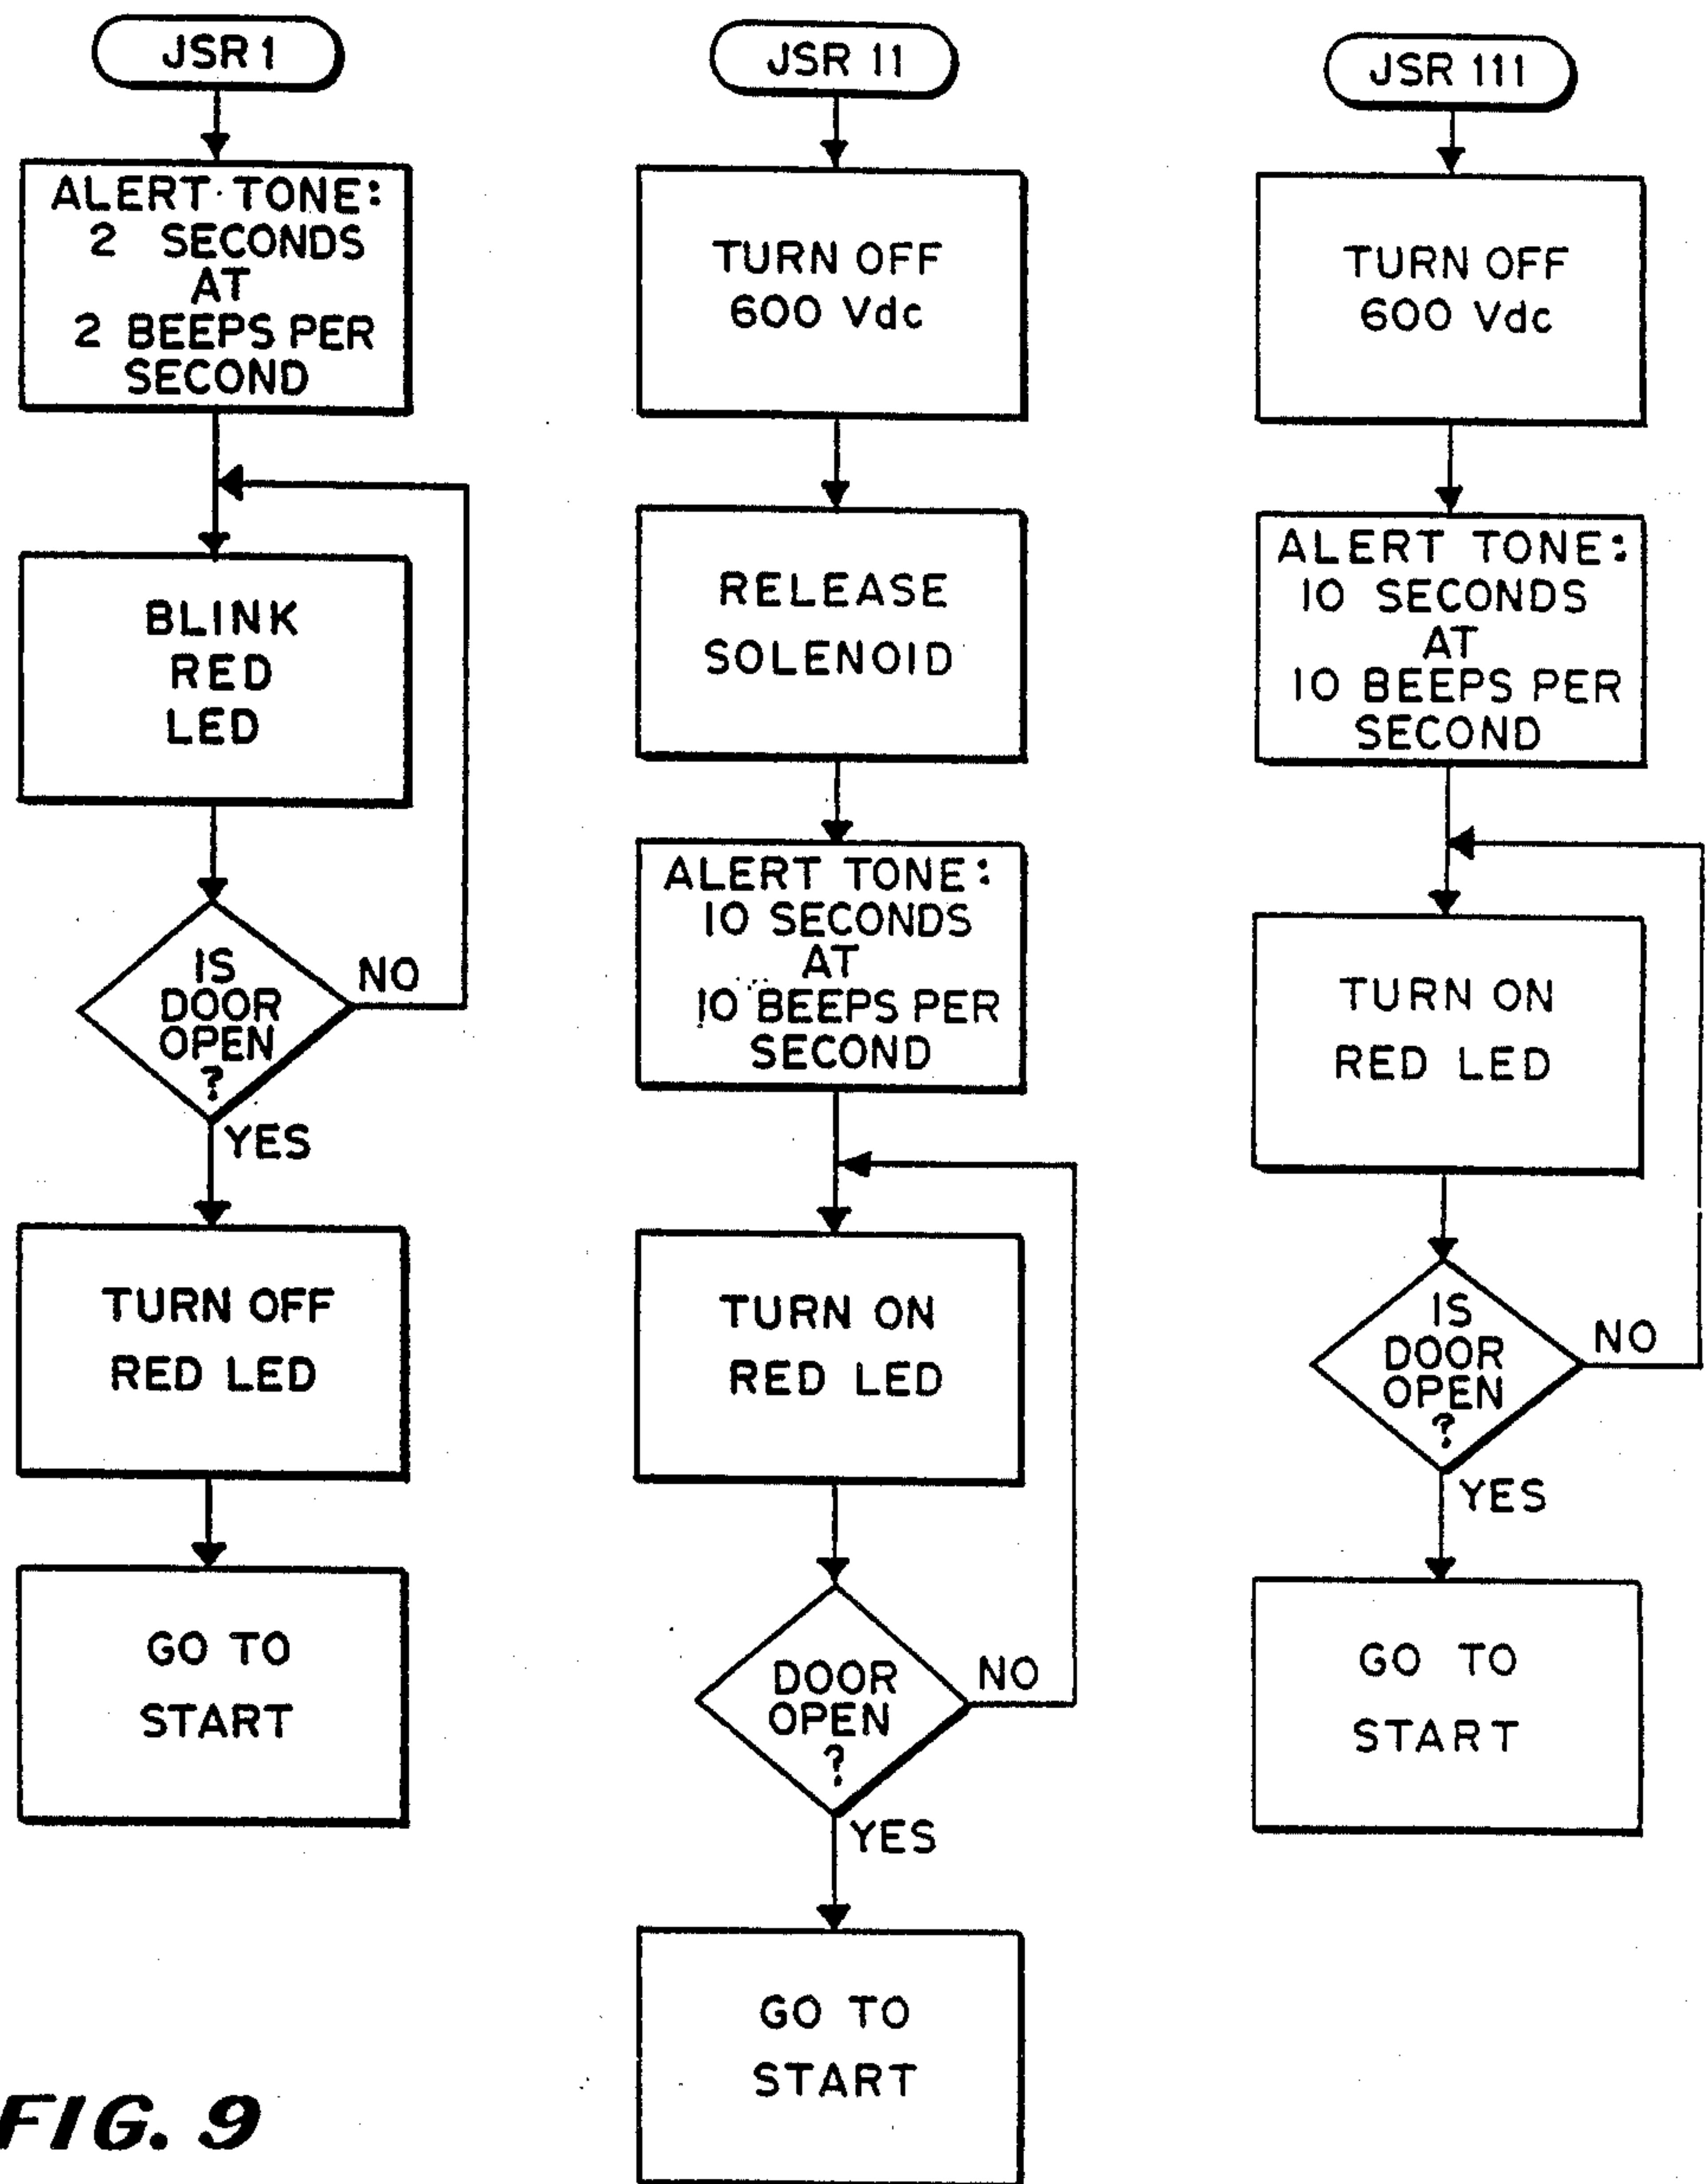 JSR 1
ALERT TONE:
2 SECONDS
AT
2 BEEPS PER
SECOND
BLINK
RED
LED
IS
DOOR
OPEN
?
NO
YES
TURN OFF
RED LED
GO TO
START
JSR 11
TURN OFF
600 Vdc
RELEASE
SOLENOID
ALERT TONE:
10 SECONDS
AT
10 BEEPS PER
SECOND
TURN ON
RED LED
DOOR
OPEN
?
NO
YES
GO TO
START
JSR 111
TURN OFF
600 Vdc
ALERT TONE:
10 SECONDS
AT
10 BEEPS PER
SECOND
TURN ON
RED LED
IS
DOOR
OPEN
?
NO
YES
GO TO
START
FIG. 9